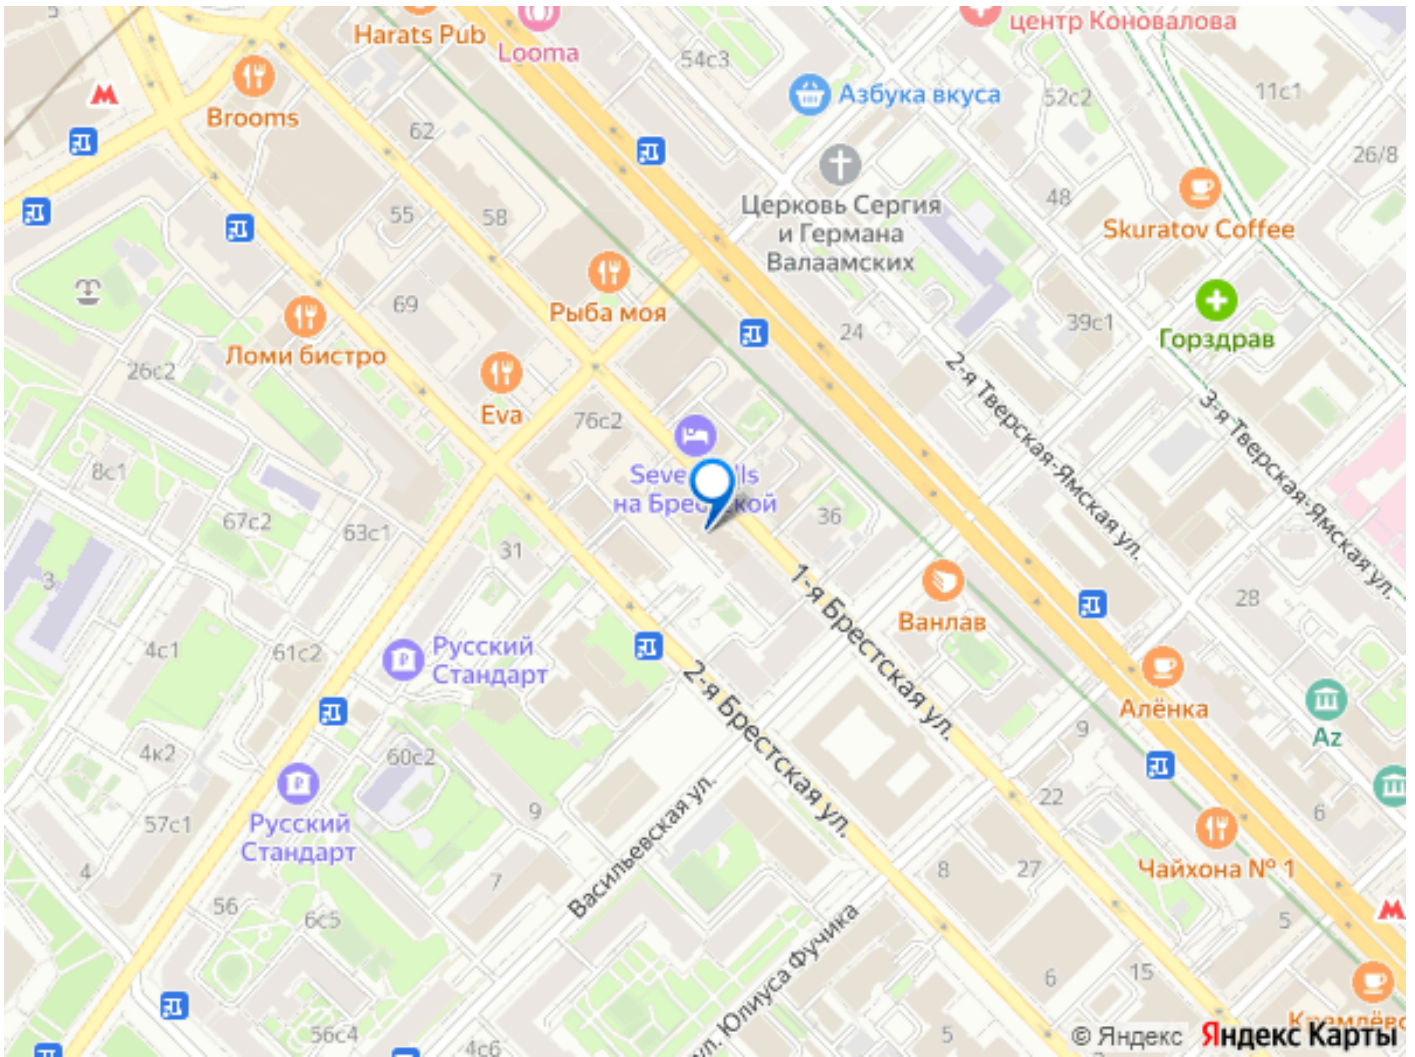 5
Harats Pub
Looma
центр Коновалова
54с3
Азбука вкуса
52с2
11с1
Brooms
62
26/8
48
55
58
Церковь Сергия
и Германа
Валаамских
Skuratov Coffee
Рыба моя
69
24
39с1
Горздрав
Ломи бистро
26с2
2-я Тверская-Ямская ул.
3-я Тверская-Ямская ул.
Eva
76с2
8с1
67с2
63с1
36
31
3
1-я Брестская ул.
Ванлав
28
4с1
61с2
Русский
Стандарт
2-я Брестская ул.
Алёнка
9
Az
4к2
60с2
22
Васильевская ул.
9
6
57с1
Русский
Стандарт
Чайхона № 1
8
27
4
7
56
6с5
5
ул. Юлиуса Фучика
6
15
56с4
4с6
5
© Яндекс
Яндекс Карты